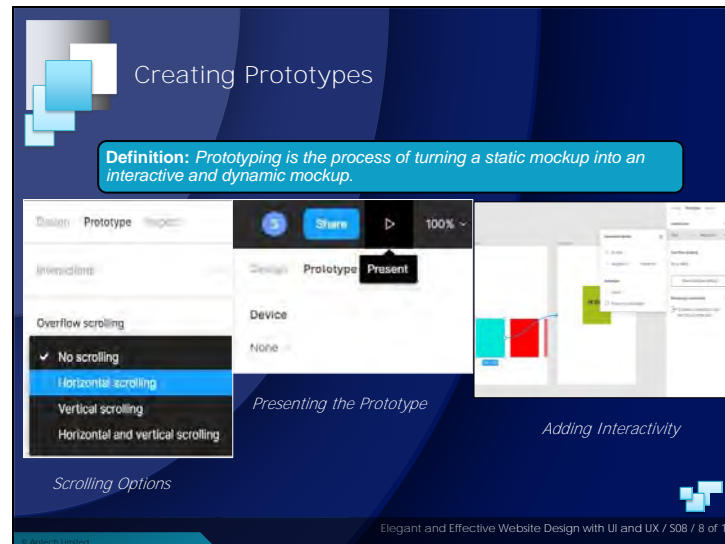 Creating Prototypes
Definition: Prototyping is the process of turning a static mockup into an
interactive and dynamic mockup.
Design Prototype Inspect
Interactions
Overflow scrolling
✓ No scrolling
Horizontal scrolling
Vertical scrolling
Horizontal and vertical scrolling
Scrolling Options
S Share 100%
Design Prototype Present
Device
None
Presenting the Prototype
Adding Interactivity
Elegant and Effective Website Design with UI and UX / S08 / 8 of 1
© Aptech Limited